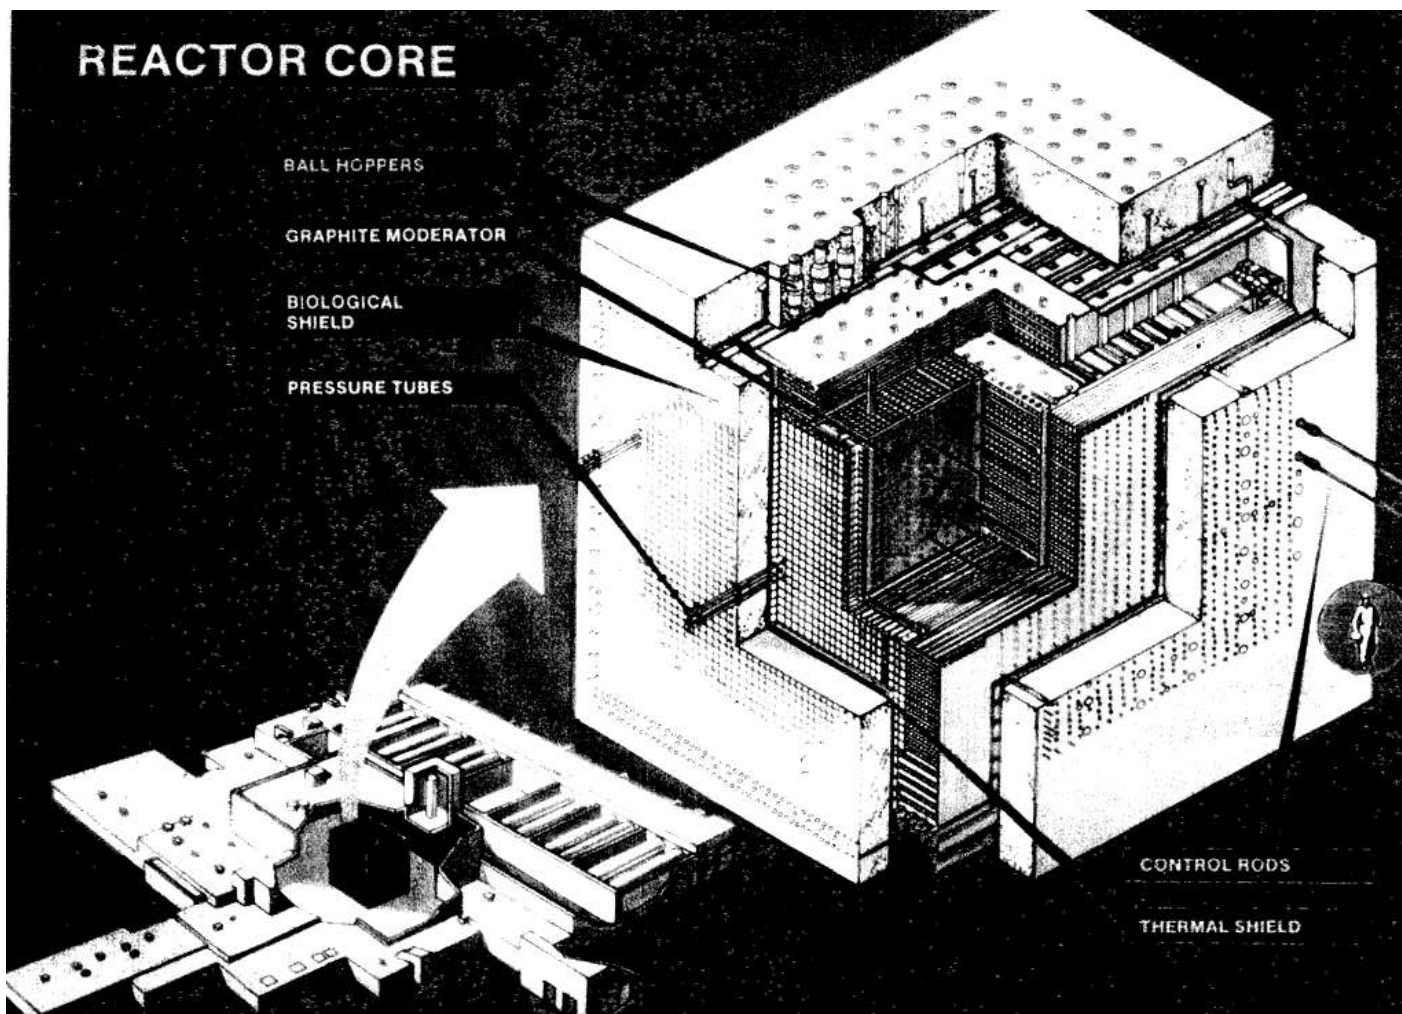 REACTOR CORE
BALL HOPPERS
GRAPHITE MODERATOR
BIOLOGICAL
SHIELD
PRESSURE TUBES
CONTROL RODS
THERMAL SHIELD